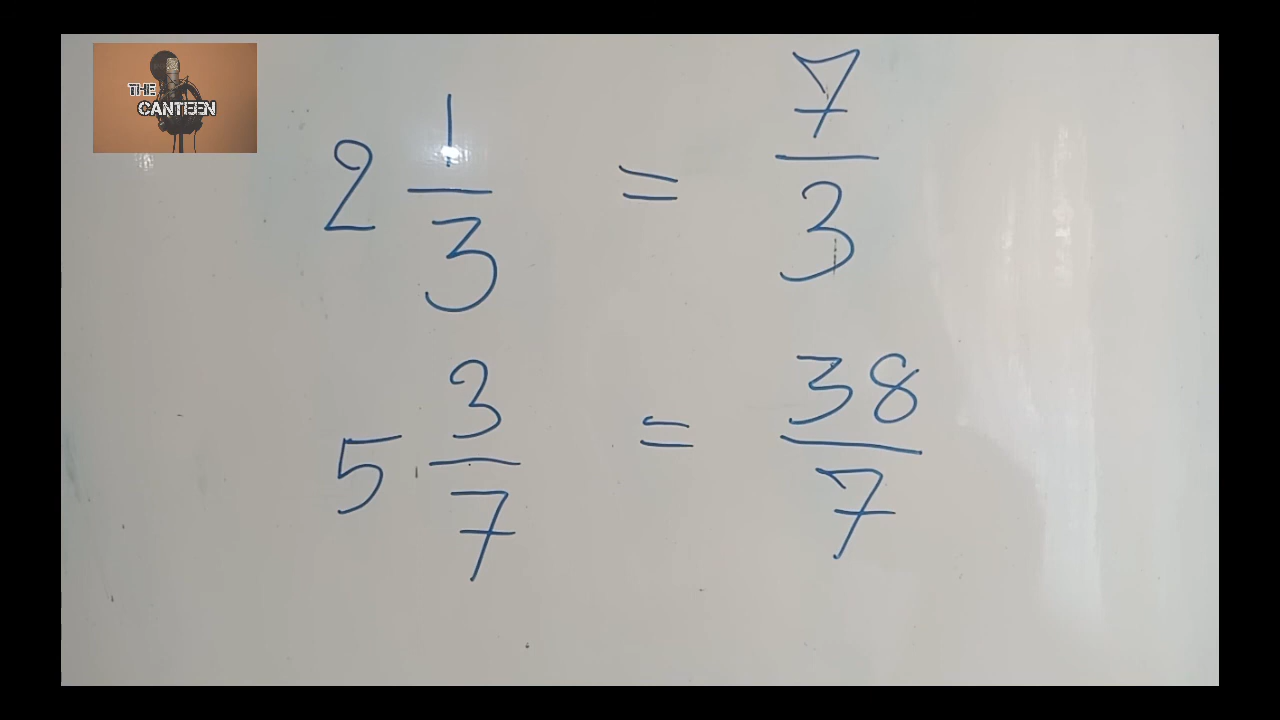 THE
CANTEEN
2 1/3 = 7/3
5 3/7 = 38/7